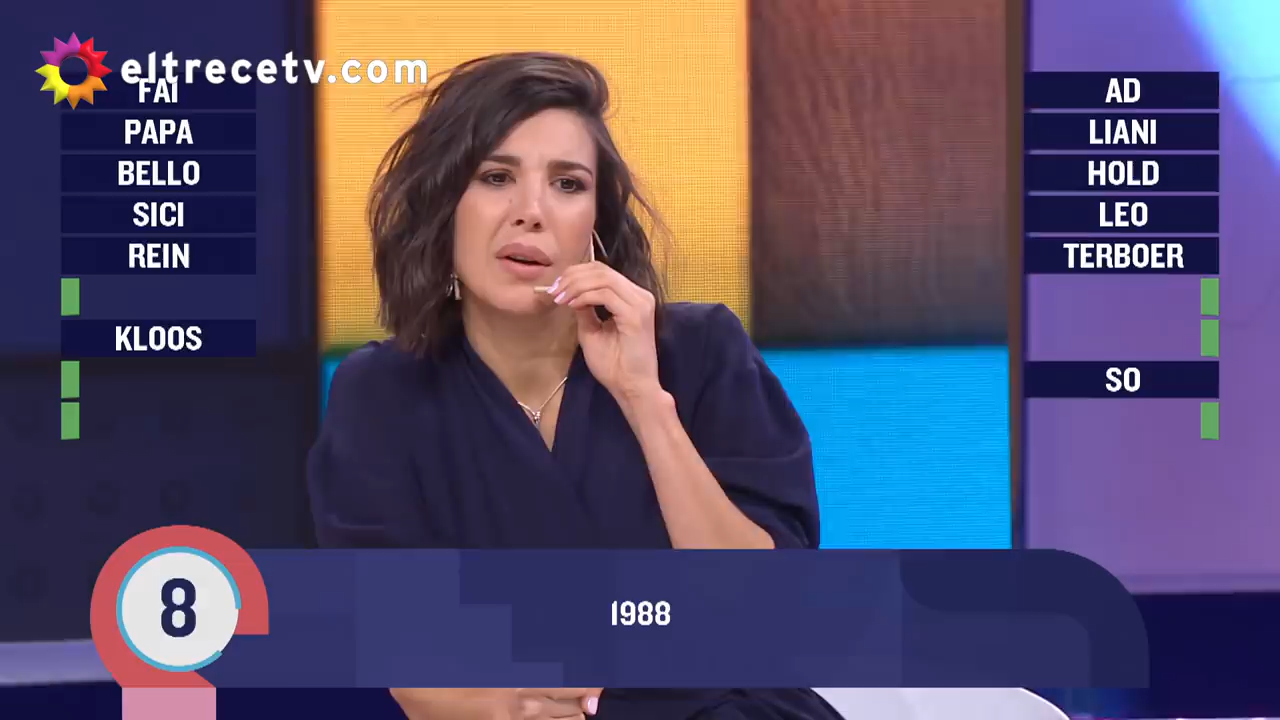 eltrecetv.com
FAI
PAPA
BELLO
SICI
REIN
KLOOS
AD
LIANI
HOLD
LEO
TERBOER
SO
8
1988